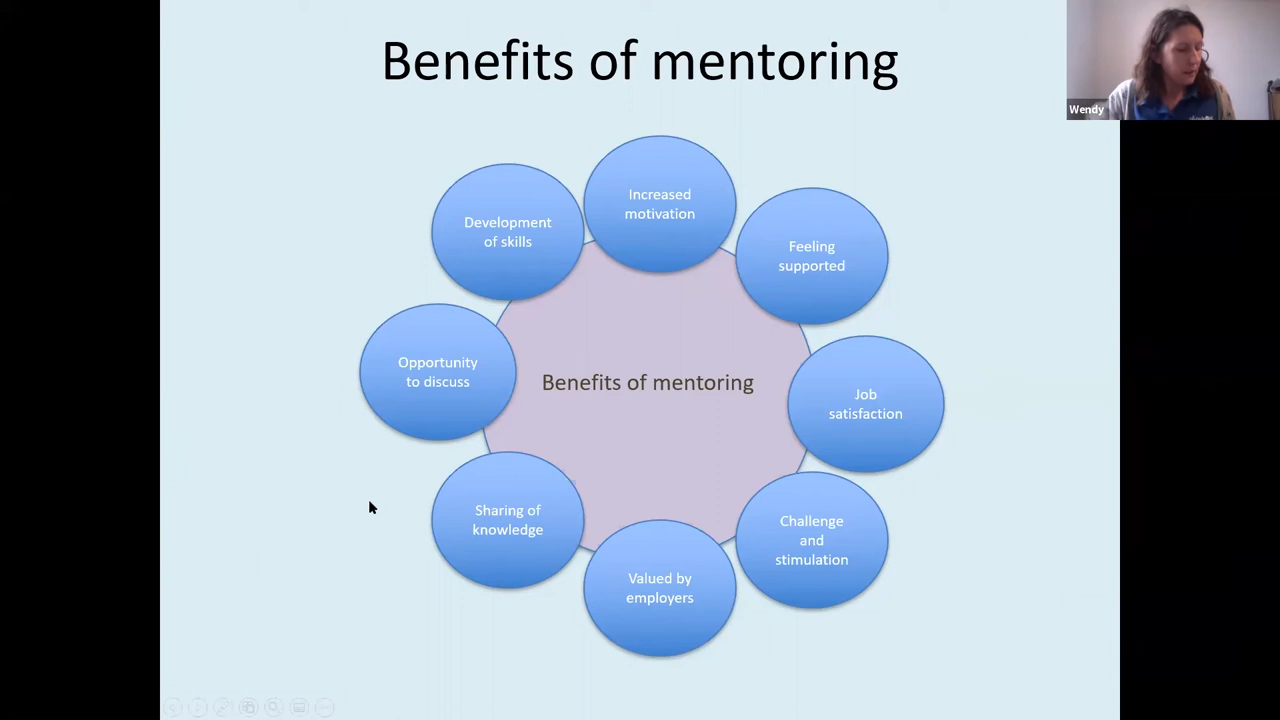 Benefits of mentoring
Wendy
Increased
motivation
Development
of skills
Feeling
supported
Opportunity
to discuss
Benefits of mentoring
Job
satisfaction
Sharing of
knowledge
Challenge
and
stimulation
Valued by
employers